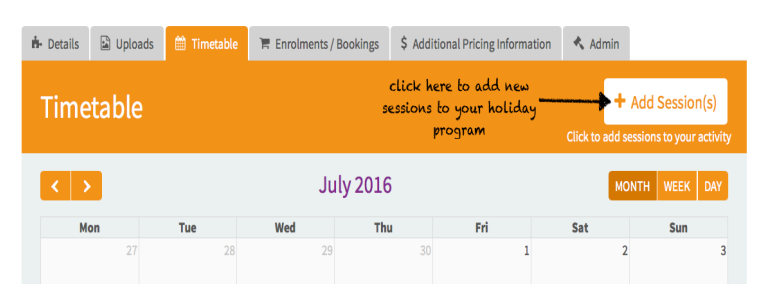 Details Uploads Timetable Enrolments / Bookings $ Additional Pricing Information Admin
click here to add new
sessions to your holiday
program
Timetable
+ Add Session(s)
Click to add sessions to your activity
< > July 2016 MONTH WEEK DAY
Mon Tue Wed Thu Fri Sat Sun
27 28 29 30 1 2 3